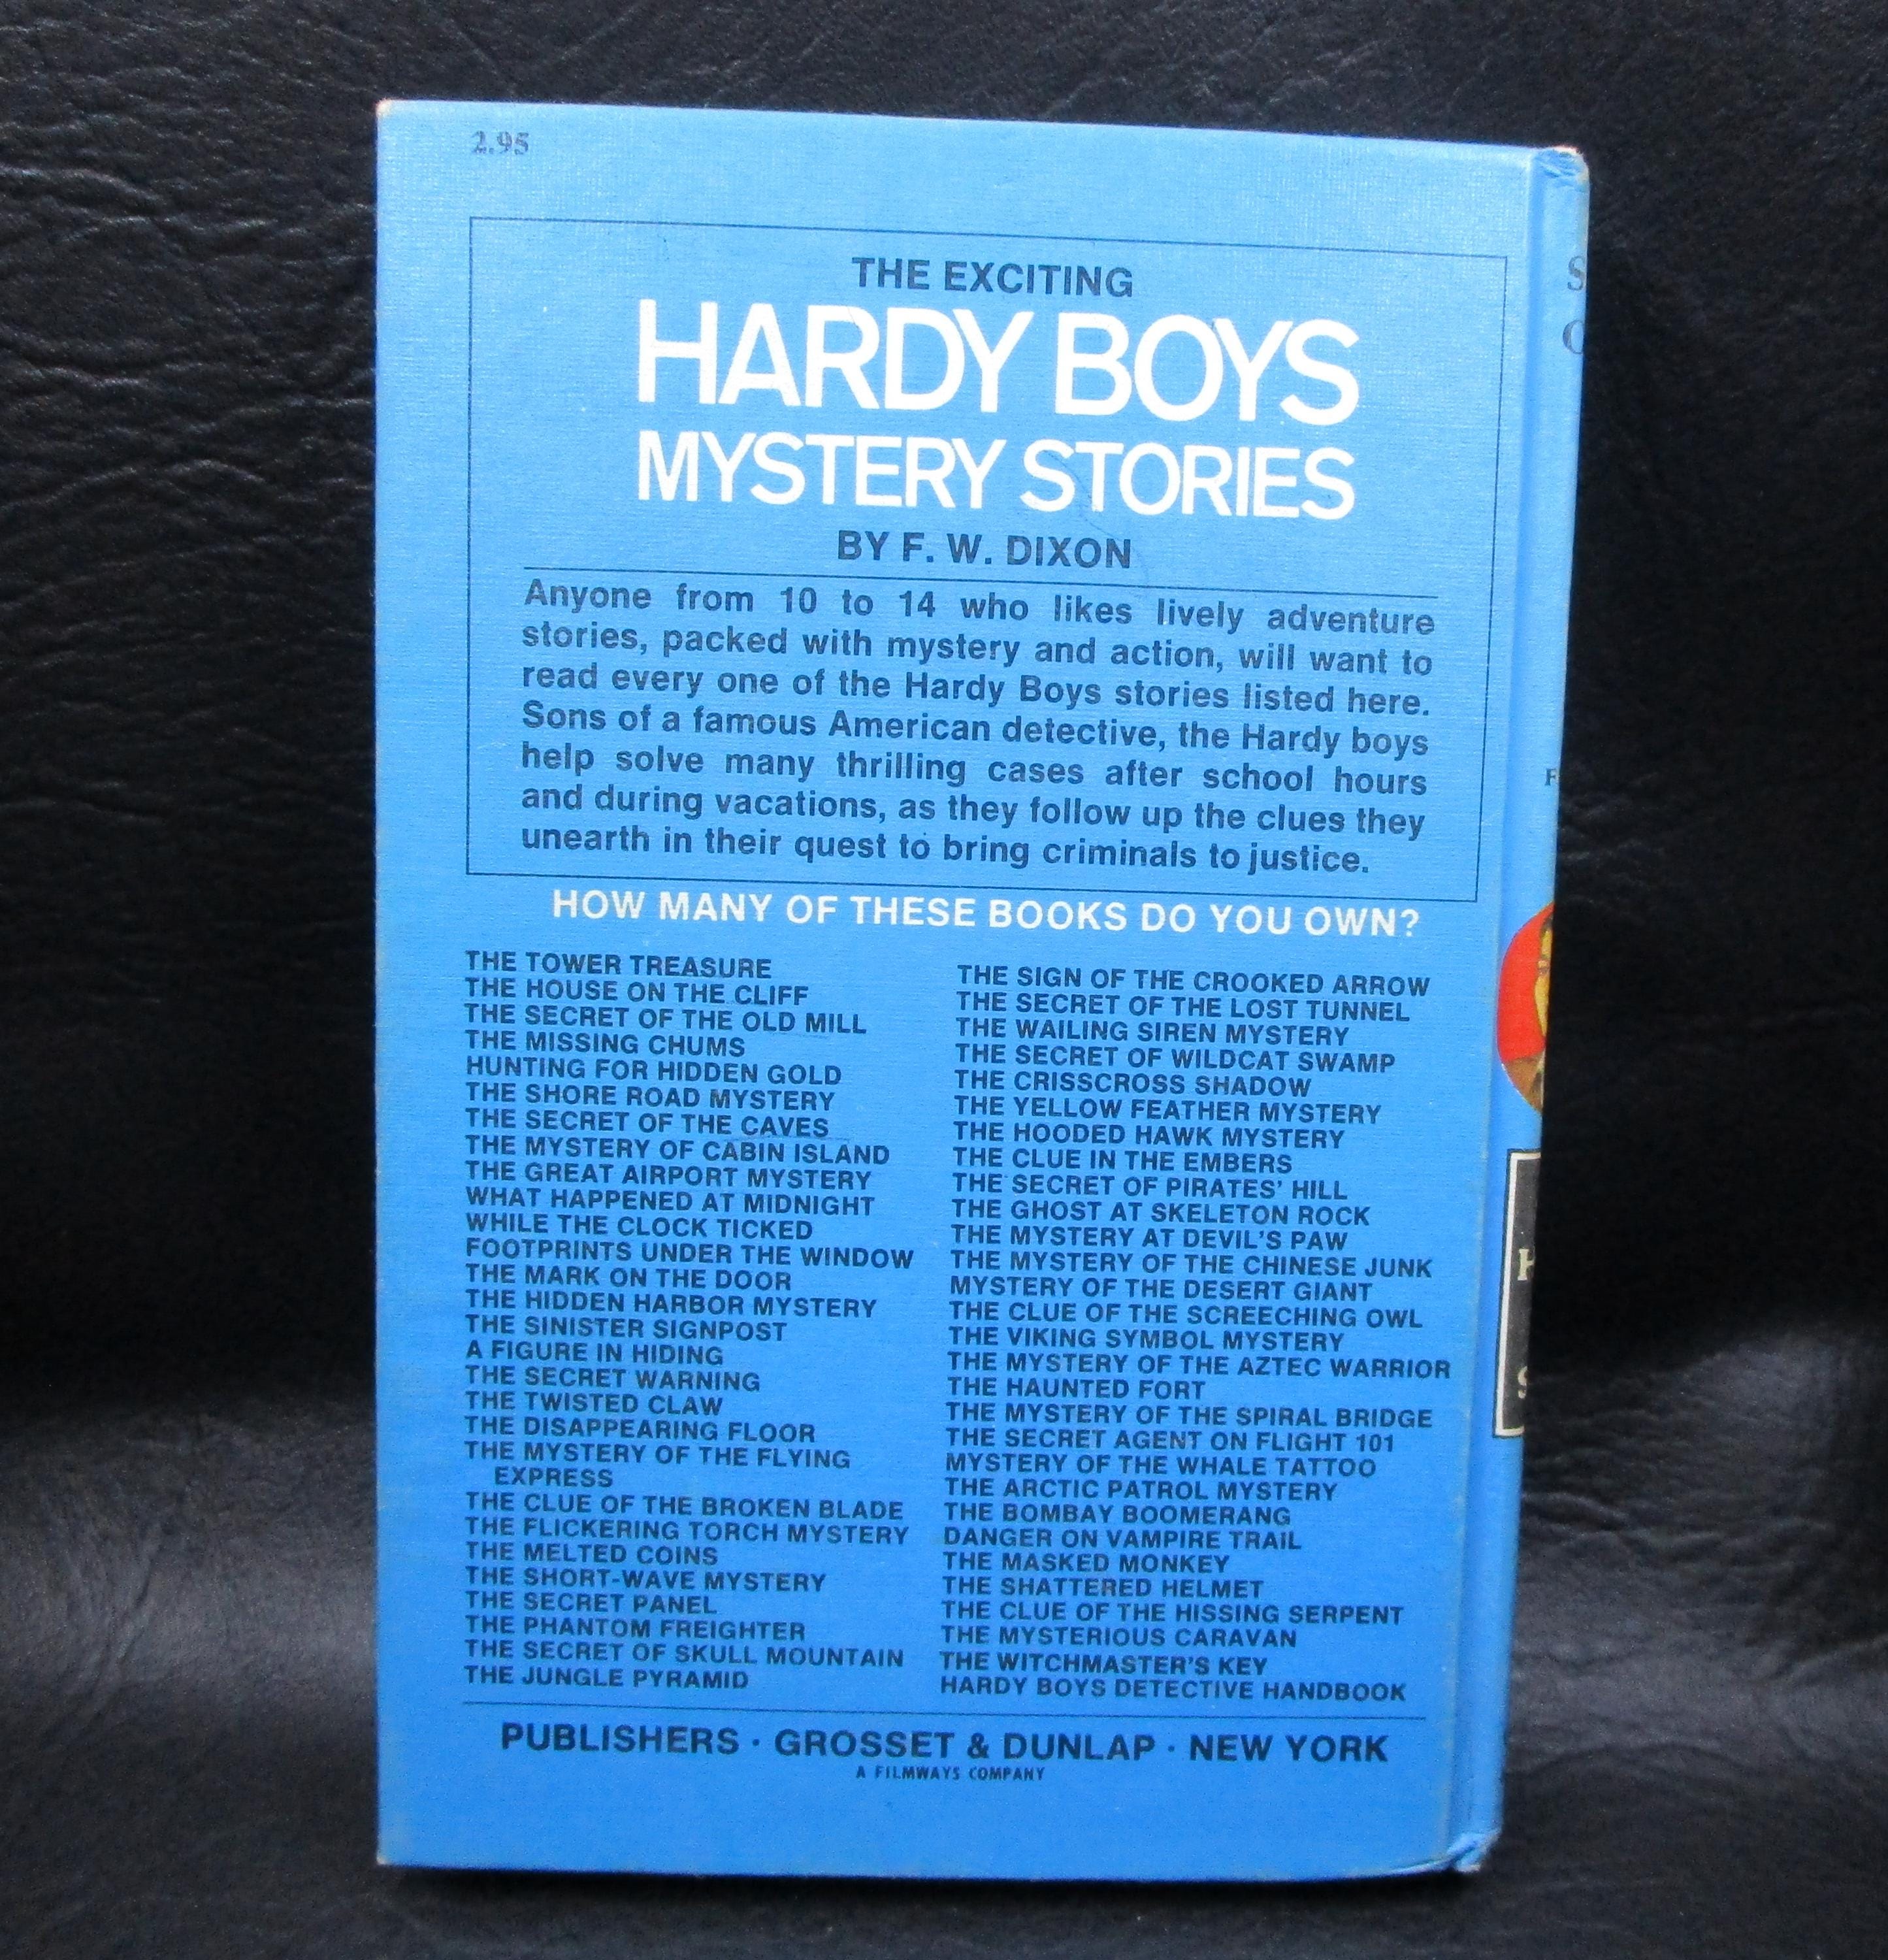 2.95
THE EXCITING
HARDY BOYS
MYSTERY STORIES
BY F. W. DIXON
Anyone from 10 to 14 who likes lively adventure
stories, packed with mystery and action, will want to
read every one of the Hardy Boys stories listed here.
Sons of a famous American detective, the Hardy boys
help solve many thrilling cases after school hours
and during vacations, as they follow up the clues they
unearth in their quest to bring criminals to justice.
HOW MANY OF THESE BOOKS DO YOU OWN?
THE TOWER TREASURE
THE HOUSE ON THE CLIFF
THE SECRET OF THE OLD MILL
THE MISSING CHUMS
HUNTING FOR HIDDEN GOLD
THE SHORE ROAD MYSTERY
THE SECRET OF THE CAVES
THE MYSTERY OF CABIN ISLAND
THE GREAT AIRPORT MYSTERY
WHAT HAPPENED AT MIDNIGHT
WHILE THE CLOCK TICKED
FOOTPRINTS UNDER THE WINDOW
THE MARK ON THE DOOR
THE HIDDEN HARBOR MYSTERY
THE SINISTER SIGNPOST
A FIGURE IN HIDING
THE SECRET WARNING
THE TWISTED CLAW
THE DISAPPEARING FLOOR
THE MYSTERY OF THE FLYING
EXPRESS
THE CLUE OF THE BROKEN BLADE
THE FLICKERING TORCH MYSTERY
THE MELTED COINS
THE SHORT-WAVE MYSTERY
THE SECRET PANEL
THE PHANTOM FREIGHTER
THE SECRET OF SKULL MOUNTAIN
THE JUNGLE PYRAMID
THE SIGN OF THE CROOKED ARROW
THE SECRET OF THE LOST TUNNEL
THE WAILING SIREN MYSTERY
THE SECRET OF WILDCAT SWAMP
THE CRISSCROSS SHADOW
THE YELLOW FEATHER MYSTERY
THE HOODED HAWK MYSTERY
THE CLUE IN THE EMBERS
THE SECRET OF PIRATES' HILL
THE GHOST AT SKELETON ROCK
THE MYSTERY AT DEVIL'S PAW
THE MYSTERY OF THE CHINESE JUNK
MYSTERY OF THE DESERT GIANT
THE CLUE OF THE SCREECHING OWL
THE VIKING SYMBOL MYSTERY
THE MYSTERY OF THE AZTEC WARRIOR
THE HAUNTED FORT
THE MYSTERY OF THE SPIRAL BRIDGE
THE SECRET AGENT ON FLIGHT 101
MYSTERY OF THE WHALE TATTOO
THE ARCTIC PATROL MYSTERY
THE BOMBAY BOOMERANG
DANGER ON VAMPIRE TRAIL
THE MASKED MONKEY
THE SHATTERED HELMET
THE CLUE OF THE HISSING SERPENT
THE MYSTERIOUS CARAVAN
THE WITCHMASTER'S KEY
HARDY BOYS DETECTIVE HANDBOOK
PUBLISHERS · GROSSET & DUNLAP · NEW YORK
A FILMWAYS COMPANY